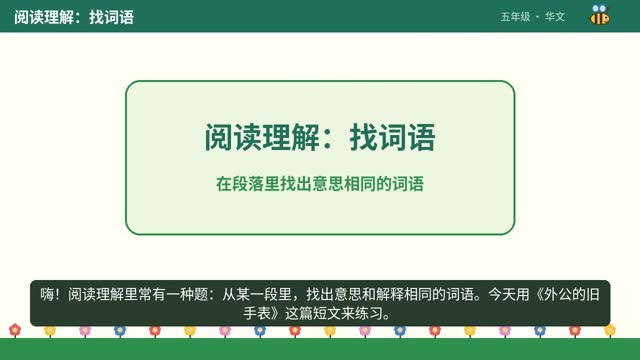 阅读理解：找词语
五年级 · 华文
阅读理解：找词语
在段落里找出意思相同的词语
嗨！阅读理解里常有一种题：从某一段里，找出意思和解释相同的词语。今天用《外公的旧
手表》这篇短文来练习。